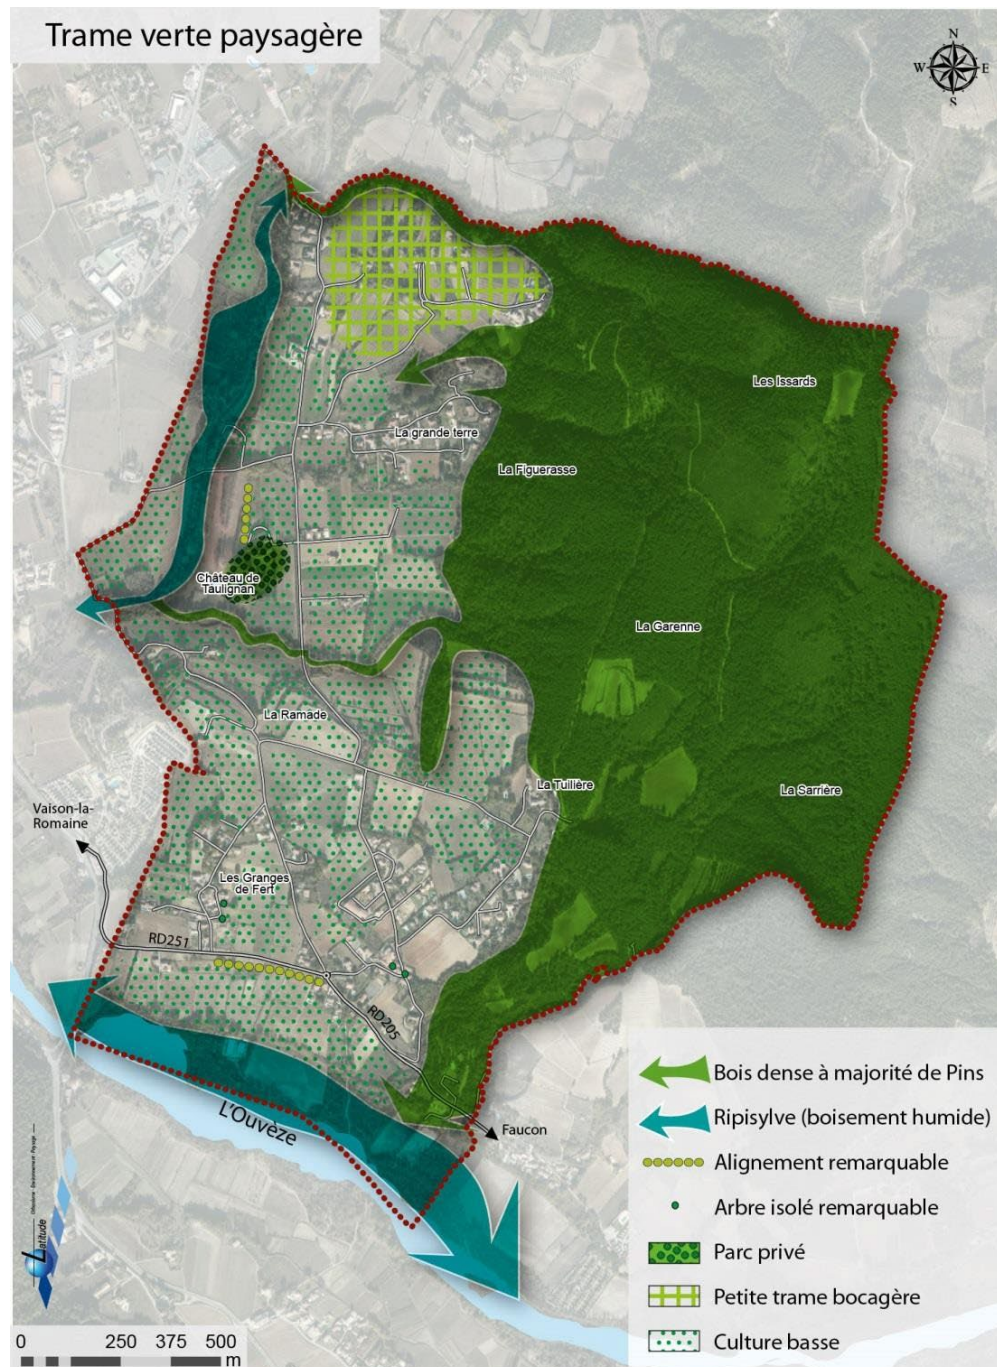 Trame verte paysagère
N
W
E
S
Les Issards
La grande terre
La Figuerasse
Château de
Taulignan
La Garenne
La Ramade
La Tuilière
La Sarrière
Vaison-la-
Romaine
Les Granges
de Fert
RD251
RD205
L'Ouvèze
Faucon
Bois dense à majorité de Pins
Ripisylve (boisement humide)
Alignement remarquable
Arbre isolé remarquable
Parc privé
Petite trame bocagère
Culture basse
Latitude
0 250 375 500
m